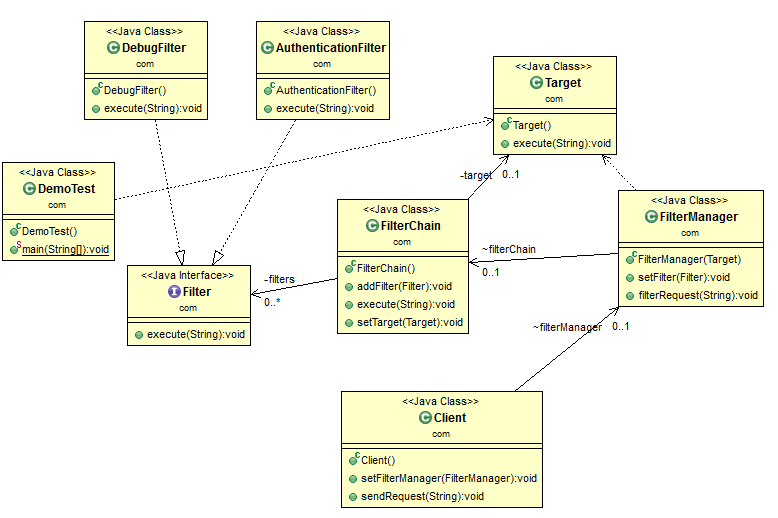 <<Java Class>>
DebugFilter
com
DebugFilter()
execute(String):void
<<Java Class>>
AuthenticationFilter
com
AuthenticationFilter()
execute(String):void
<<Java Class>>
Target
com
Target()
execute(String):void
<<Java Class>>
DemoTest
com
DemoTest()
main(String[]):void
-target
0..1
<<Java Class>>
FilterChain
com
FilterChain()
addFilter(Filter):void
execute(String):void
setTarget(Target):void
<<Java Class>>
FilterManager
com
FilterManager(Target)
setFilter(Filter):void
filterRequest(String):void
~filterChain
0..1
<<Java Interface>>
Filter
com
execute(String):void
-filters
0..*
~filterManager
0..1
<<Java Class>>
Client
com
Client()
setFilterManager(FilterManager):void
sendRequest(String):void